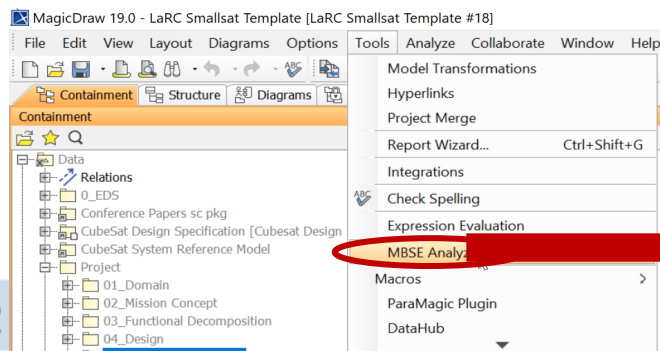 MagicDraw 19.0 - LaRC Smallsat Template [LaRC Smallsat Template #18]
File Edit View Layout Diagrams Options Tools Analyze Collaborate Window Help
Containment Structure Diagrams
Containment
Data
Relations
0_EDS
Conference Papers sc pkg
CubeSat Design Specification [Cubesat Design
CubeSat System Reference Model
Project
01_Domain
02_Mission Concept
03_Functional Decomposition
04_Design
Model Transformations
Hyperlinks
Project Merge
Report Wizard... Ctrl+Shift+G
Integrations
ABC Check Spelling
Expression Evaluation
MBSE Analyz
Macros >
ParaMagic Plugin
DataHub